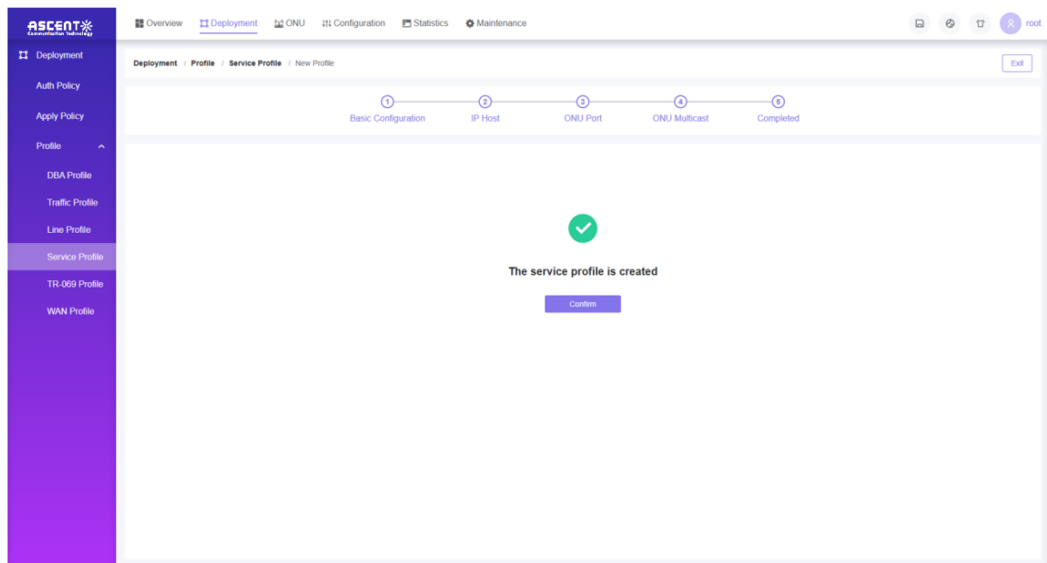 ASCENT
Communication Technology
Overview Deployment ONU Configuration Statistics Maintenance root
Deployment
Auth Policy
Apply Policy
Profile
DBA Profile
Traffic Profile
Line Profile
Service Profile
TR-069 Profile
WAN Profile
Deployment / Profile / Service Profile / New Profile Exit
1 2 3 4 5
Basic Configuration IP Host ONU Port ONU Multicast Completed
The service profile is created
Confirm